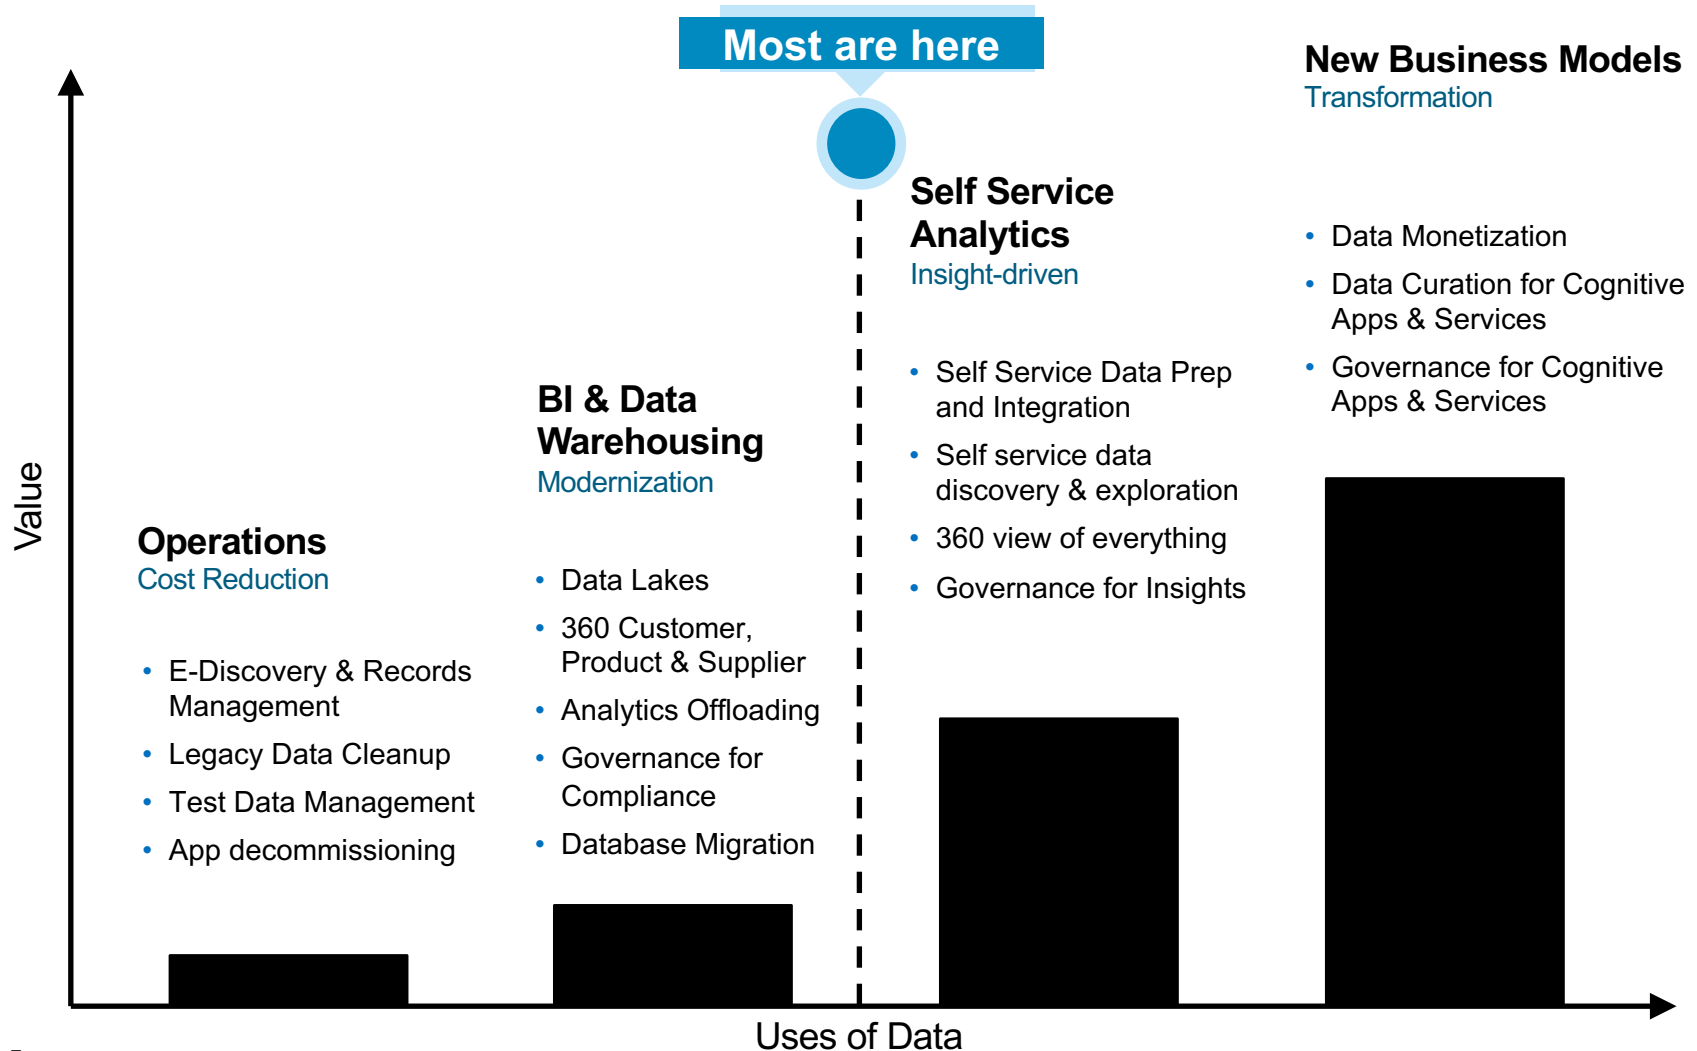 Most are here
New Business Models
Transformation
• Data Monetization
• Data Curation for Cognitive
Apps & Services
• Governance for Cognitive
Apps & Services
Self Service
Analytics
Insight-driven
• Self Service Data Prep
and Integration
• Self service data
discovery & exploration
• 360 view of everything
• Governance for Insights
BI & Data
Warehousing
Modernization
• Data Lakes
• 360 Customer,
Product & Supplier
• Analytics Offloading
• Governance for
Compliance
• Database Migration
Operations
Cost Reduction
• E-Discovery & Records
Management
• Legacy Data Cleanup
• Test Data Management
• App decommissioning
Value
Uses of Data